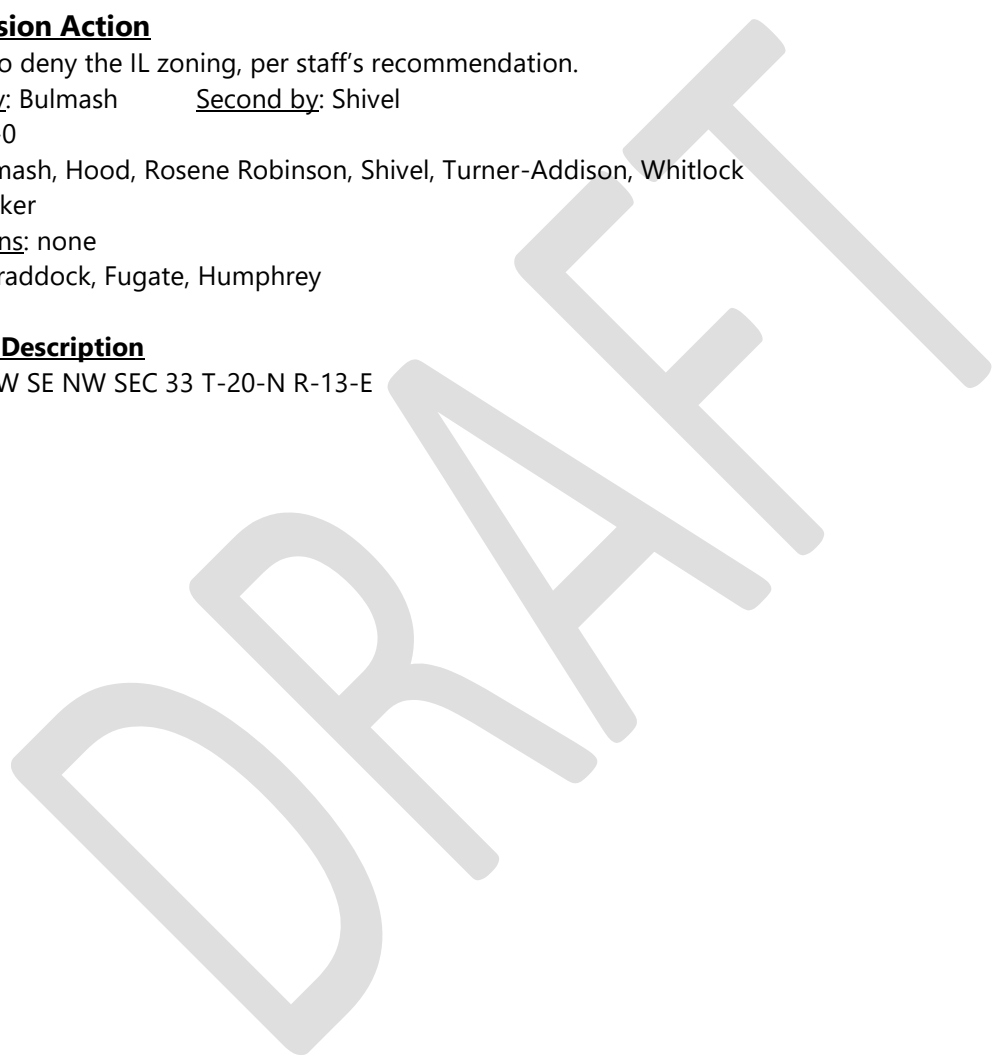 sion Action
o deny the IL zoning, per staff's recommendation.
y: Bulmash Second by: Shivel
-0
mash, Hood, Rosene Robinson, Shivel, Turner-Addison, Whitlock
ker
ns: none
raddock, Fugate, Humphrey
Description
W SE NW SEC 33 T-20-N R-13-E
DRAFT